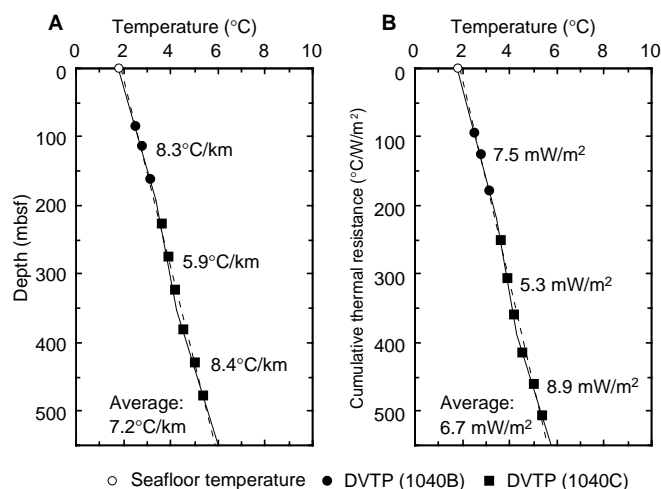 A
Temperature (°C)
0 2 4 6 8 10
0
100
200
300
400
500
Depth (mbsf)
8.3°C/km
5.9°C/km
8.4°C/km
Average:
7.2°C/km
B
Temperature (°C)
0 2 4 6 8 10
0
100
200
300
400
500
Cumulative thermal resistance (°C/W/m²)
7.5 mW/m²
5.3 mW/m²
8.9 mW/m²
Average:
6.7 mW/m²
Seafloor temperature DVTP (1040B) DVTP (1040C)